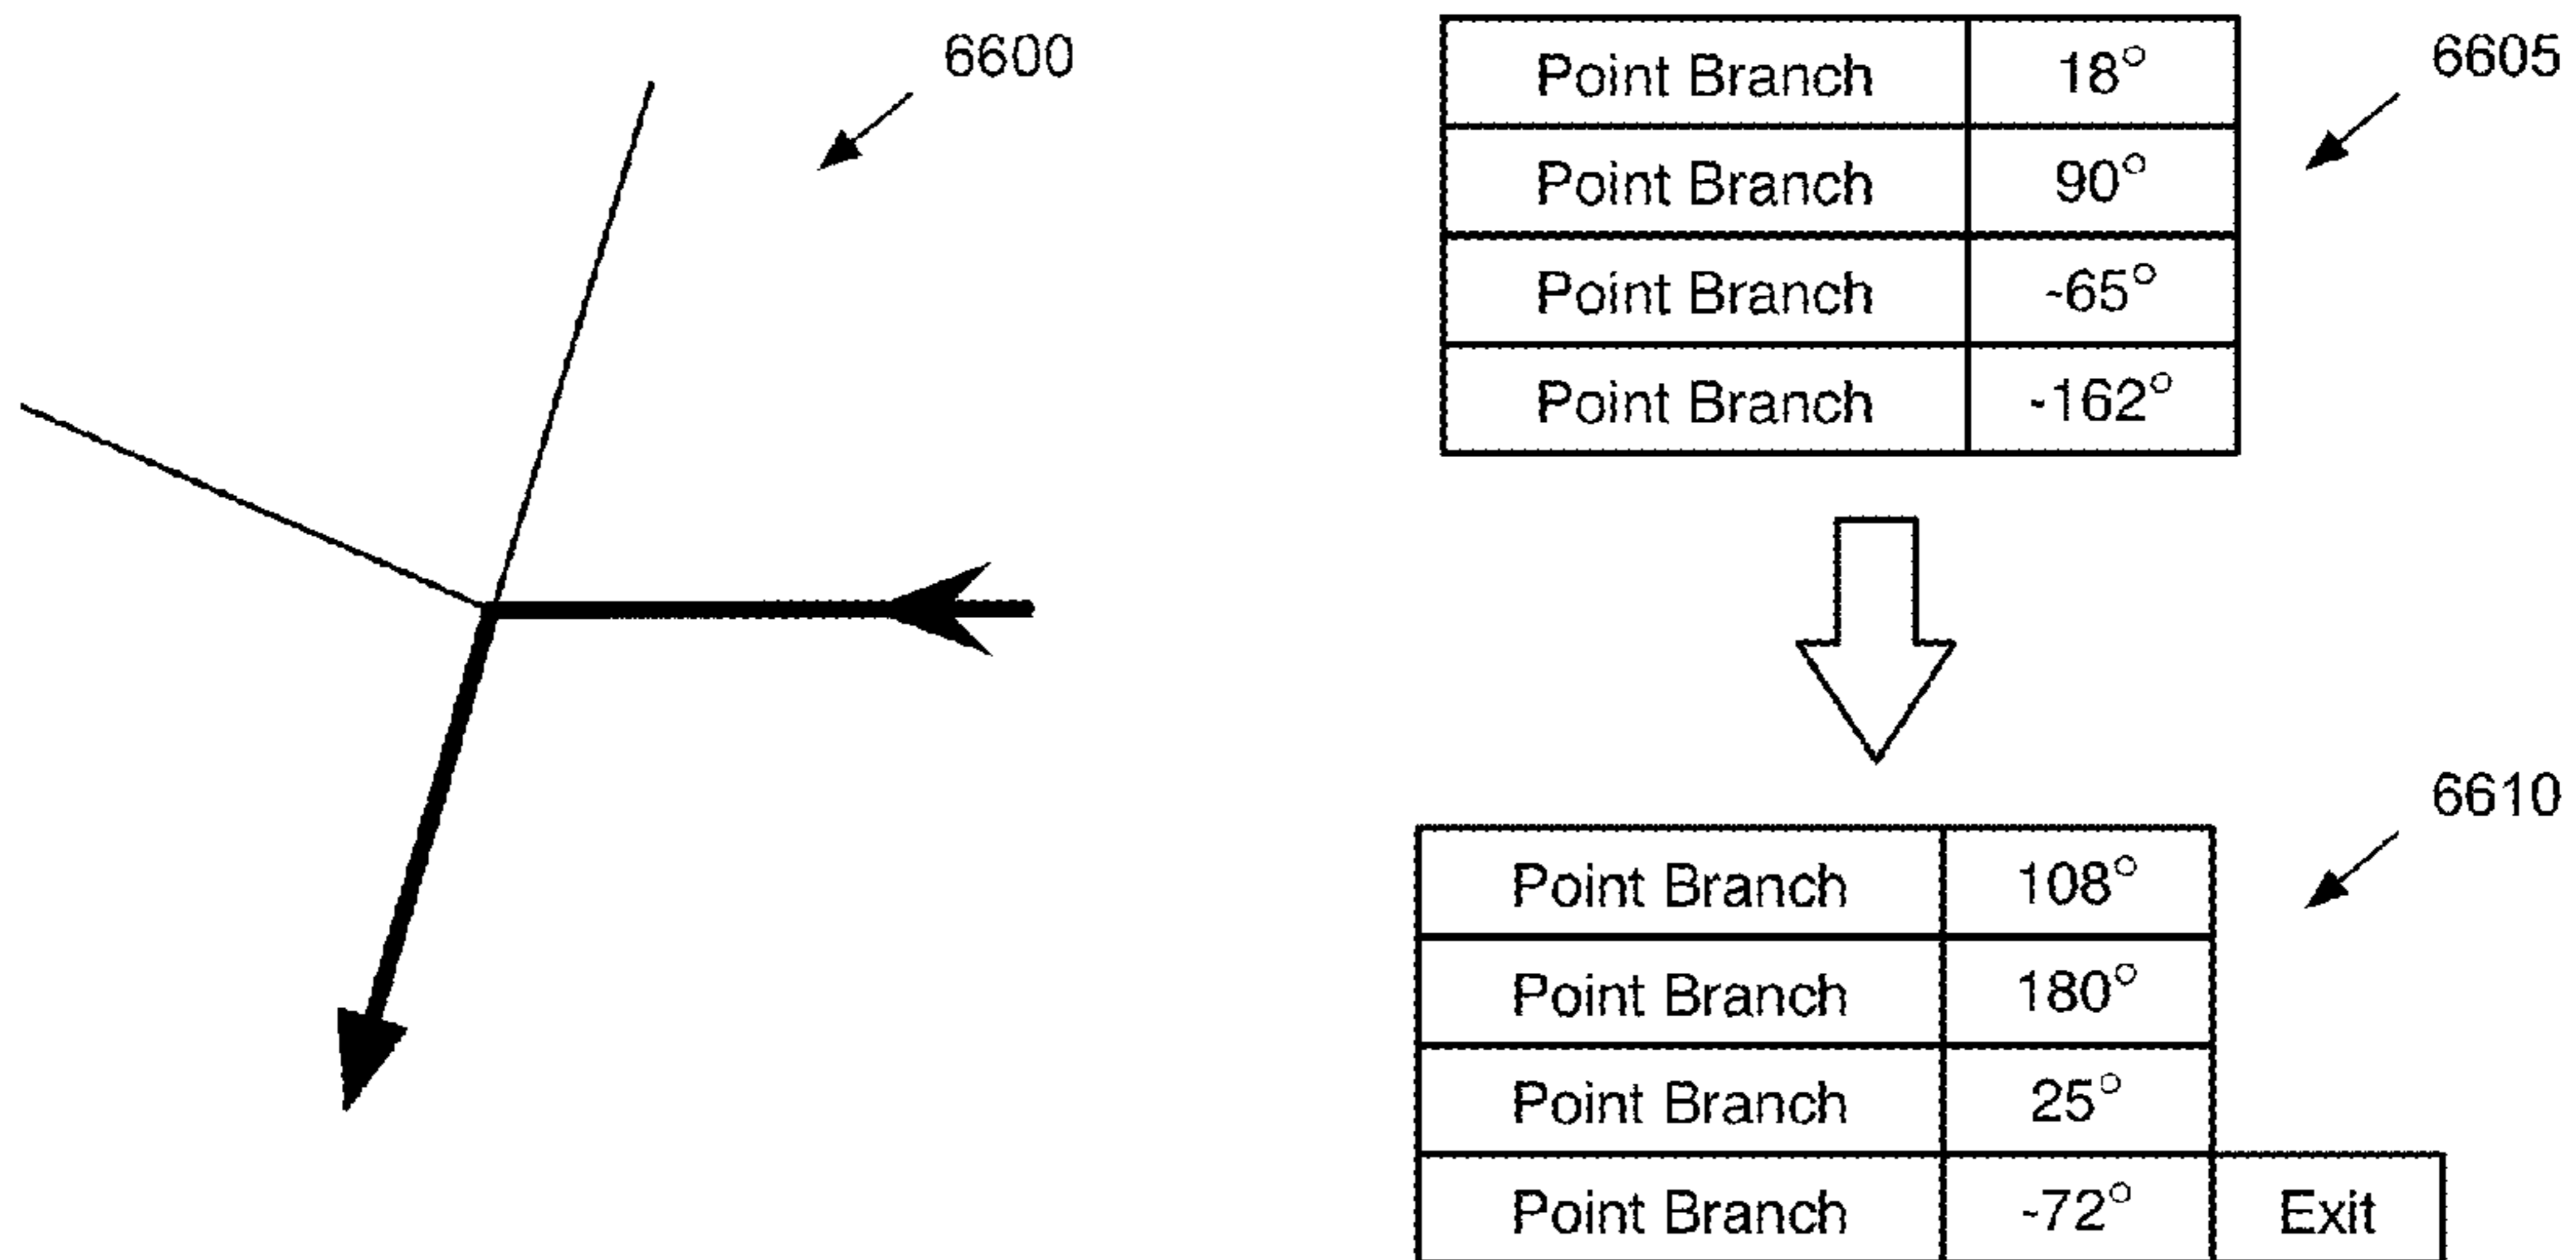 6600
Point Branch 18°
6605
Point Branch 90°
Point Branch -65°
Point Branch -162°
6610
Point Branch 108°
Point Branch 180°
Point Branch 25°
Point Branch -72° Exit